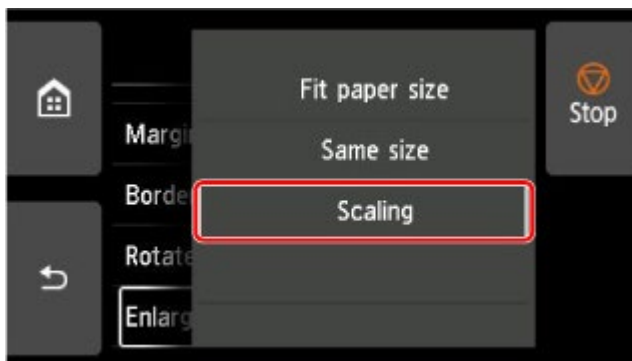 Fit paper size
Stop
Margi
Same size
Borde
Scaling
Rotate
Enlarg